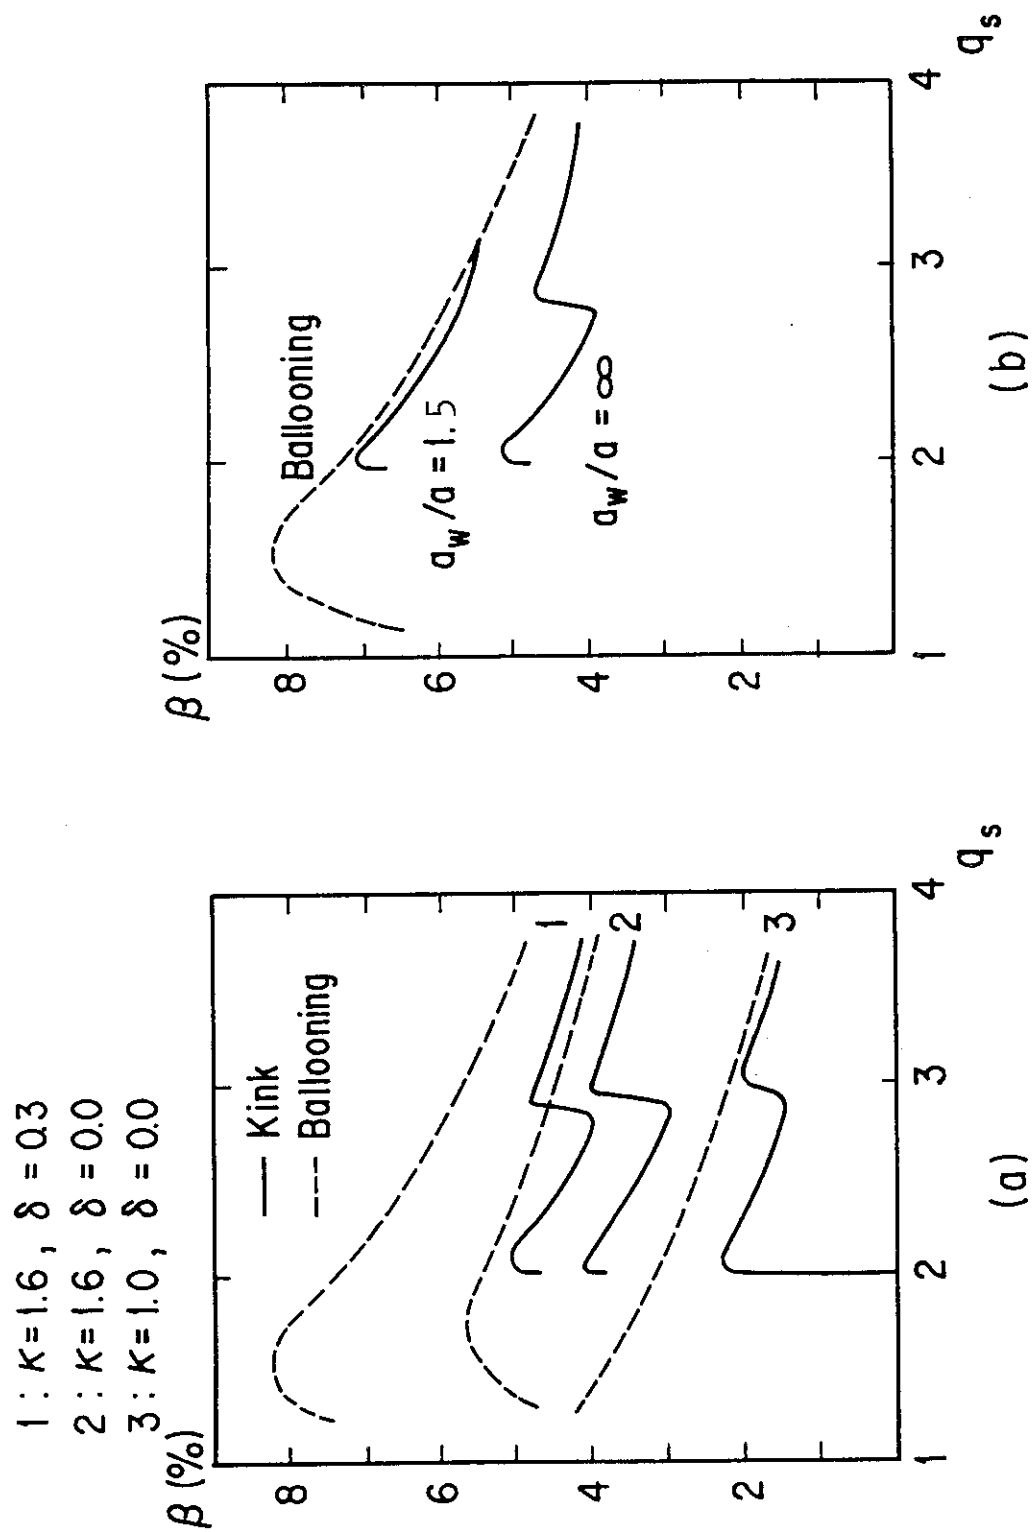 1 : κ=1.6 , δ = 0.3
2 : κ=1.6 , δ = 0.0
3 : κ=1.0 , δ = 0.0
β (%)
8
6
4
2
1
2
3
4
q_s
Kink
Ballooning
1
2
3
(a)
β (%)
8
6
4
2
1
2
3
4
q_s
Ballooning
a_w/a = 1.5
a_w/a = ∞
(b)